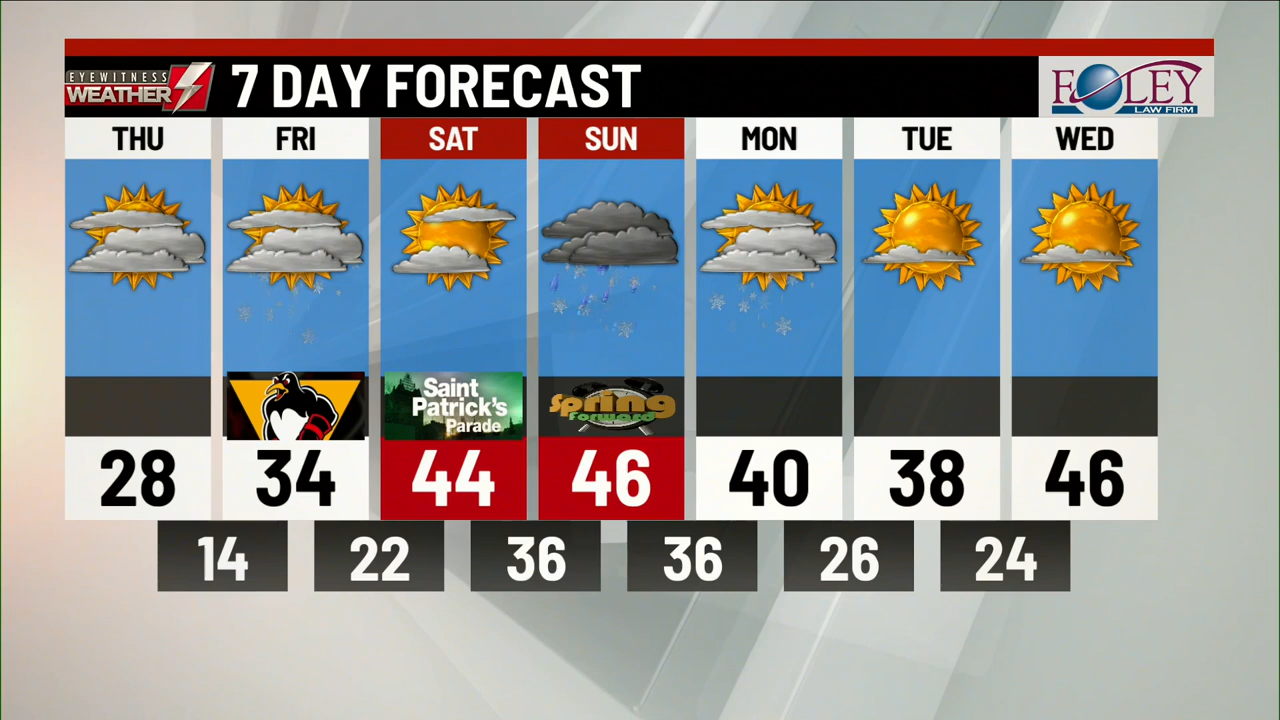 EYEWITNESS
WEATHER
7 DAY FORECAST
FOLEY
LAW FIRM
THU
FRI
SAT
SUN
MON
TUE
WED
Saint
Patrick's
Parade
Spring
Forward
28
34
44
46
40
38
46
14
22
36
36
26
24